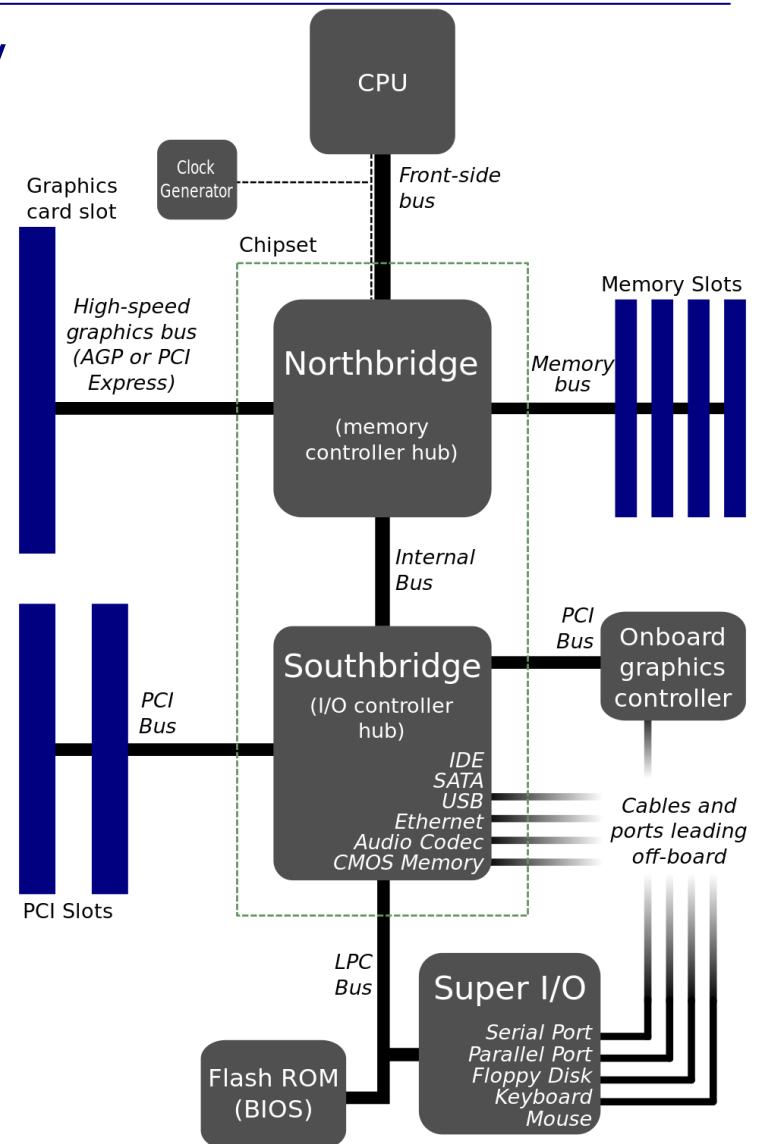 CPU
Clock
Generator
Front-side
bus
Graphics
card slot
Chipset
High-speed
graphics bus
(AGP or PCI
Express)
Northbridge
(memory
controller hub)
Memory Slots
Memory
bus
Internal
Bus
PCI
Bus
Onboard
graphics
controller
Southbridge
(I/O controller
hub)
IDE
SATA
USB
Ethernet
Audio Codec
CMOS Memory
PCI
Bus
PCI Slots
Cables and
ports leading
off-board
LPC
Bus
Super I/O
Serial Port
Parallel Port
Floppy Disk
Keyboard
Mouse
Flash ROM
(BIOS)